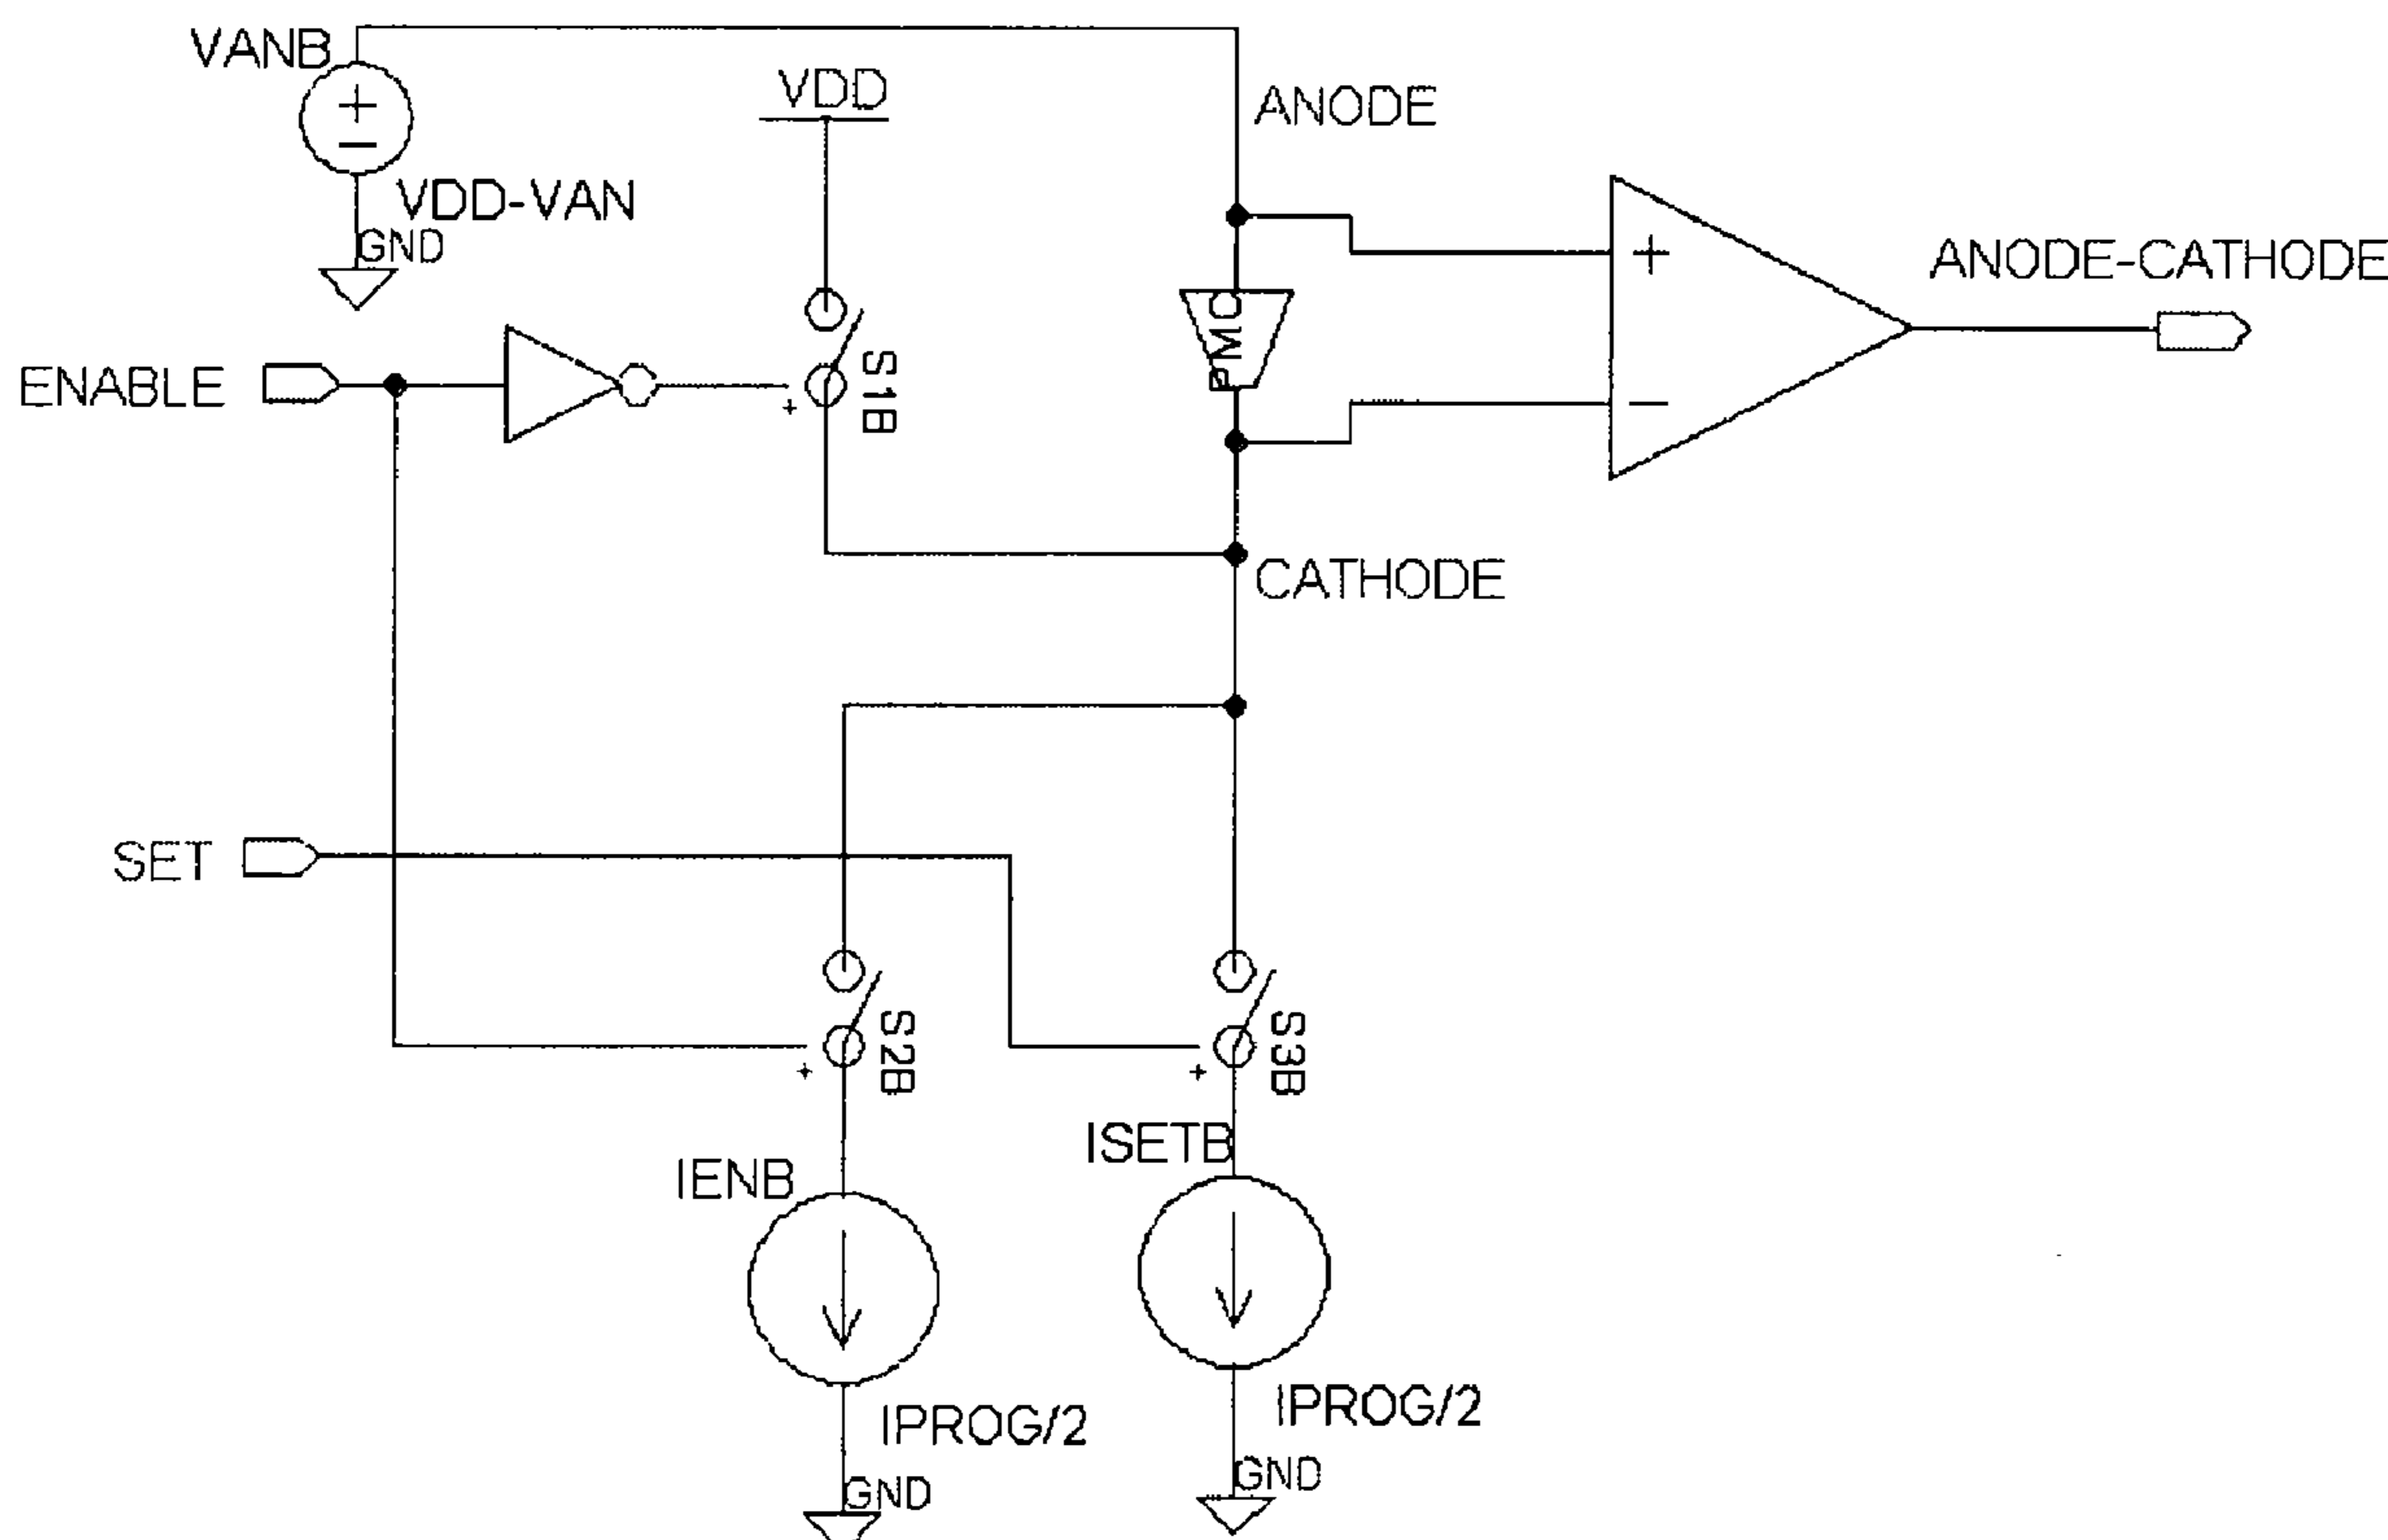 VANB
VDD
ANODE
VDD-VAN
GND
ANODE-CATHODE
+
−
+
−
PMC
ENABLE
+
S1B
CATHODE
SET
S2B
S3B
+
+
ISETB
IENB
IPROG/2
IPROG/2
GND
GND